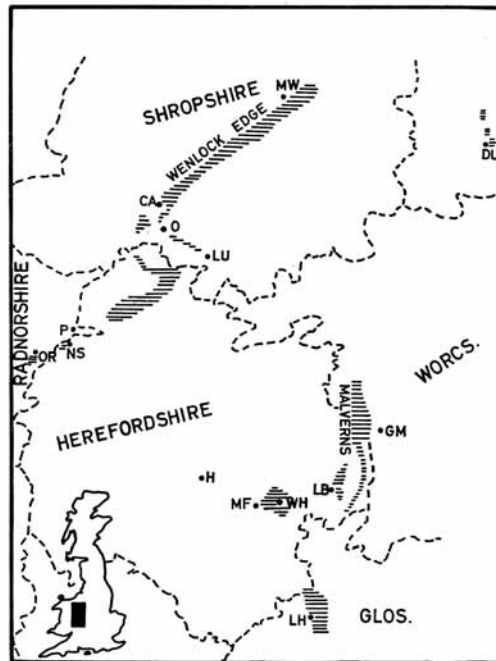 MW
SHROPSHIRE
WENLOCK EDGE
DU
CA
O
LU
RADNORSHIRE
P
OR
NS
WORCS.
HEREFORDSHIRE
MALVERNS
GM
H
LB
MF
WH
LH
GLOS.